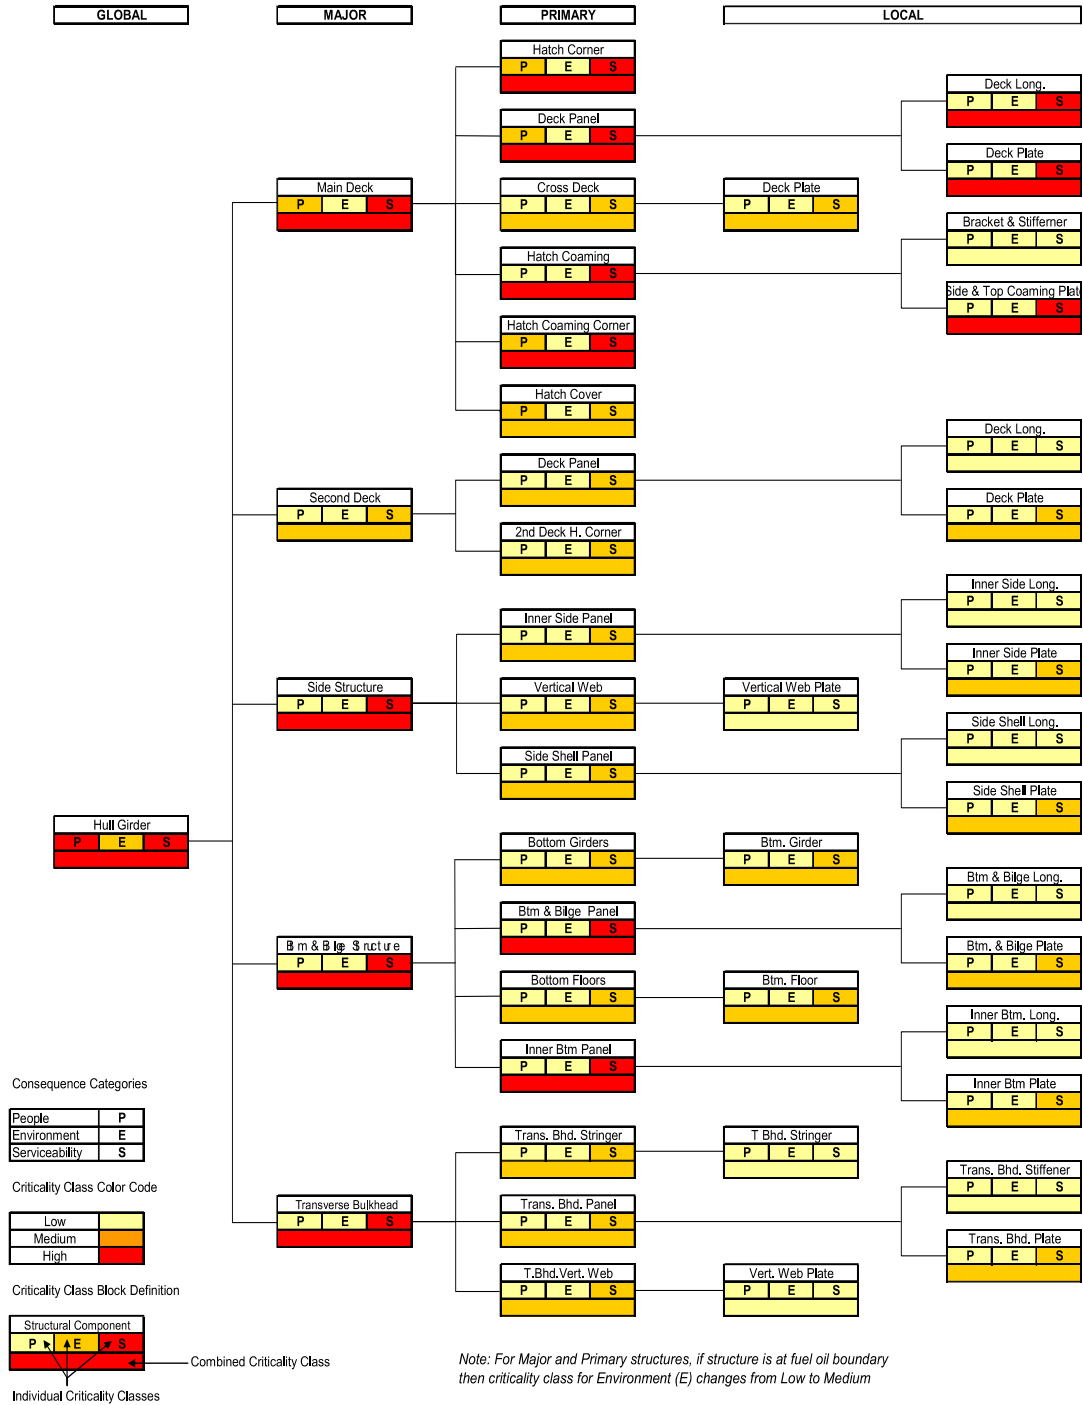 GLOBAL
MAJOR
PRIMARY
LOCAL
Hatch Corner
P E S
Deck Long.
P E S
Deck Panel
P E S
Deck Plate
P E S
Main Deck
P E S
Cross Deck
P E S
Deck Plate
P E S
Bracket & Stifferner
P E S
Hatch Coaming
P E S
Side & Top Coaming Plate
P E S
Hatch Coaming Corner
P E S
Hatch Cover
P E S
Deck Long.
P E S
Deck Panel
P E S
Second Deck
P E S
Deck Plate
P E S
2nd Deck H. Corner
P E S
Inner Side Long.
P E S
Inner Side Panel
P E S
Inner Side Plate
P E S
Side Structure
P E S
Vertical Web
P E S
Vertical Web Plate
P E S
Side Shell Long.
P E S
Side Shell Panel
P E S
Side Shell Plate
P E S
Hull Girder
P E S
Bottom Girders
P E S
Btm. Girder
P E S
Btm & Bilge Long.
P E S
Btm & Bilge Panel
P E S
Btm & Bilge Structure
P E S
Btm. & Bilge Plate
P E S
Bottom Floors
P E S
Btm. Floor
P E S
Inner Btm. Long.
P E S
Inner Btm Panel
P E S
Inner Btm Plate
P E S
Trans. Bhd. Stringer
P E S
T Bhd. Stringer
P E S
Trans. Bhd. Stiffener
P E S
Transverse Bulkhead
P E S
Trans. Bhd. Panel
P E S
Trans. Bhd. Plate
P E S
T.Bhd.Vert. Web
P E S
Vert. Web Plate
P E S
Consequence Categories
People P
Environment E
Serviceability S
Criticality Class Color Code
Low
Medium
High
Criticality Class Block Definition
Structural Component
P E S
Combined Criticality Class
Individual Criticality Classes
Note: For Major and Primary structures, if structure is at fuel oil boundary
then criticality class for Environment (E) changes from Low to Medium